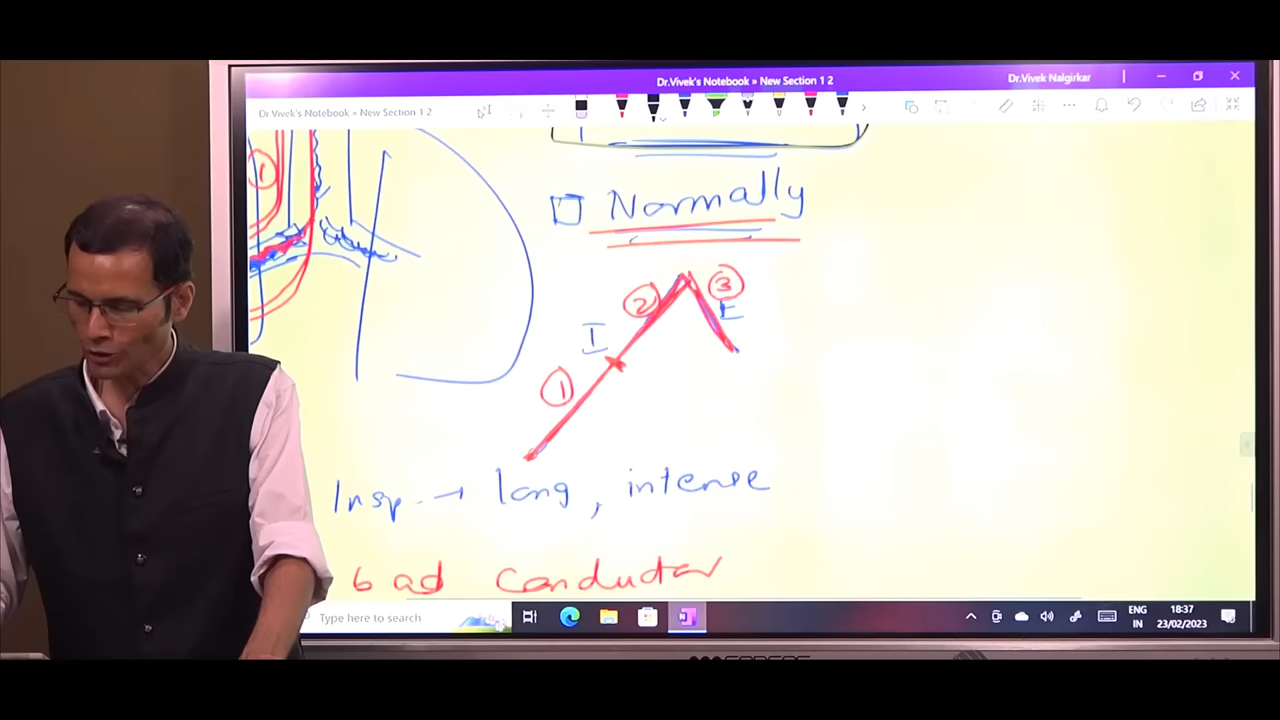 Dr.Vivek's Notebook » New Section 1 2
Dr.Vivek Nalgirkar
Dr.Vivek's Notebook » New Section 1 2
1
Normally
2
3
I
E
1
Insp. → long, intense
bad conductor
Type here to search
ENG
IN
18:37
23/02/2023